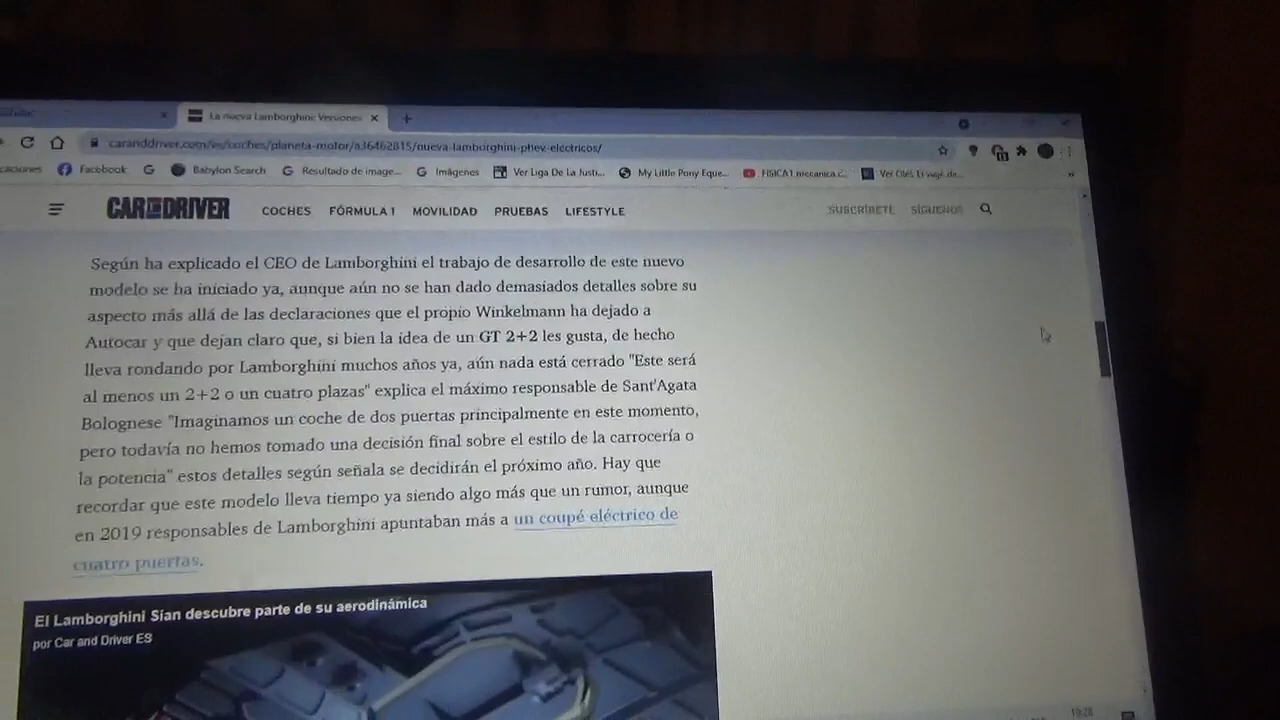 La nueva Lamborghini: Versiones
caranddriver.com/es/coches/planeta-motor/a36462815/nueva-lamborghini-phev-electricos/
Facebook Babylon Search Resultado de image... Imágenes Ver Liga De La Justi... My Little Pony Eque... FISICA1 mecanica c... Ver Olés, El viaje de...
CAR AND DRIVER COCHES FÓRMULA 1 MOVILIDAD PRUEBAS LIFESTYLE SUSCRÍBETE SÍGUENOS
Según ha explicado el CEO de Lamborghini el trabajo de desarrollo de este nuevo
modelo se ha iniciado ya, aunque aún no se han dado demasiados detalles sobre su
aspecto más allá de las declaraciones que el propio Winkelmann ha dejado a
Autocar y que dejan claro que, si bien la idea de un GT 2+2 les gusta, de hecho
lleva rondando por Lamborghini muchos años ya, aún nada está cerrado "Este será
al menos un 2+2 o un cuatro plazas" explica el máximo responsable de Sant'Agata
Bolognese "Imaginamos un coche de dos puertas principalmente en este momento,
pero todavía no hemos tomado una decisión final sobre el estilo de la carrocería o
la potencia" estos detalles según señala se decidirán el próximo año. Hay que
recordar que este modelo lleva tiempo ya siendo algo más que un rumor, aunque
en 2019 responsables de Lamborghini apuntaban más a un coupé eléctrico de
cuatro puertas.
El Lamborghini Sían descubre parte de su aerodinámica
por Car and Driver ES
19:28